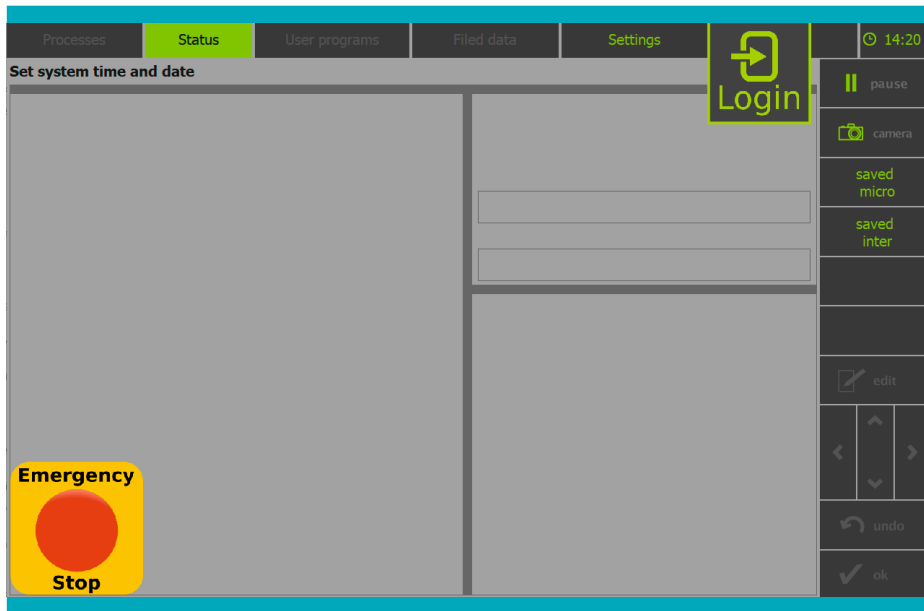 Processes
Status
User programs
Filed data
Settings
Login
14:20
Set system time and date
pause
camera
saved
micro
saved
inter
edit
undo
ok
Emergency
Stop